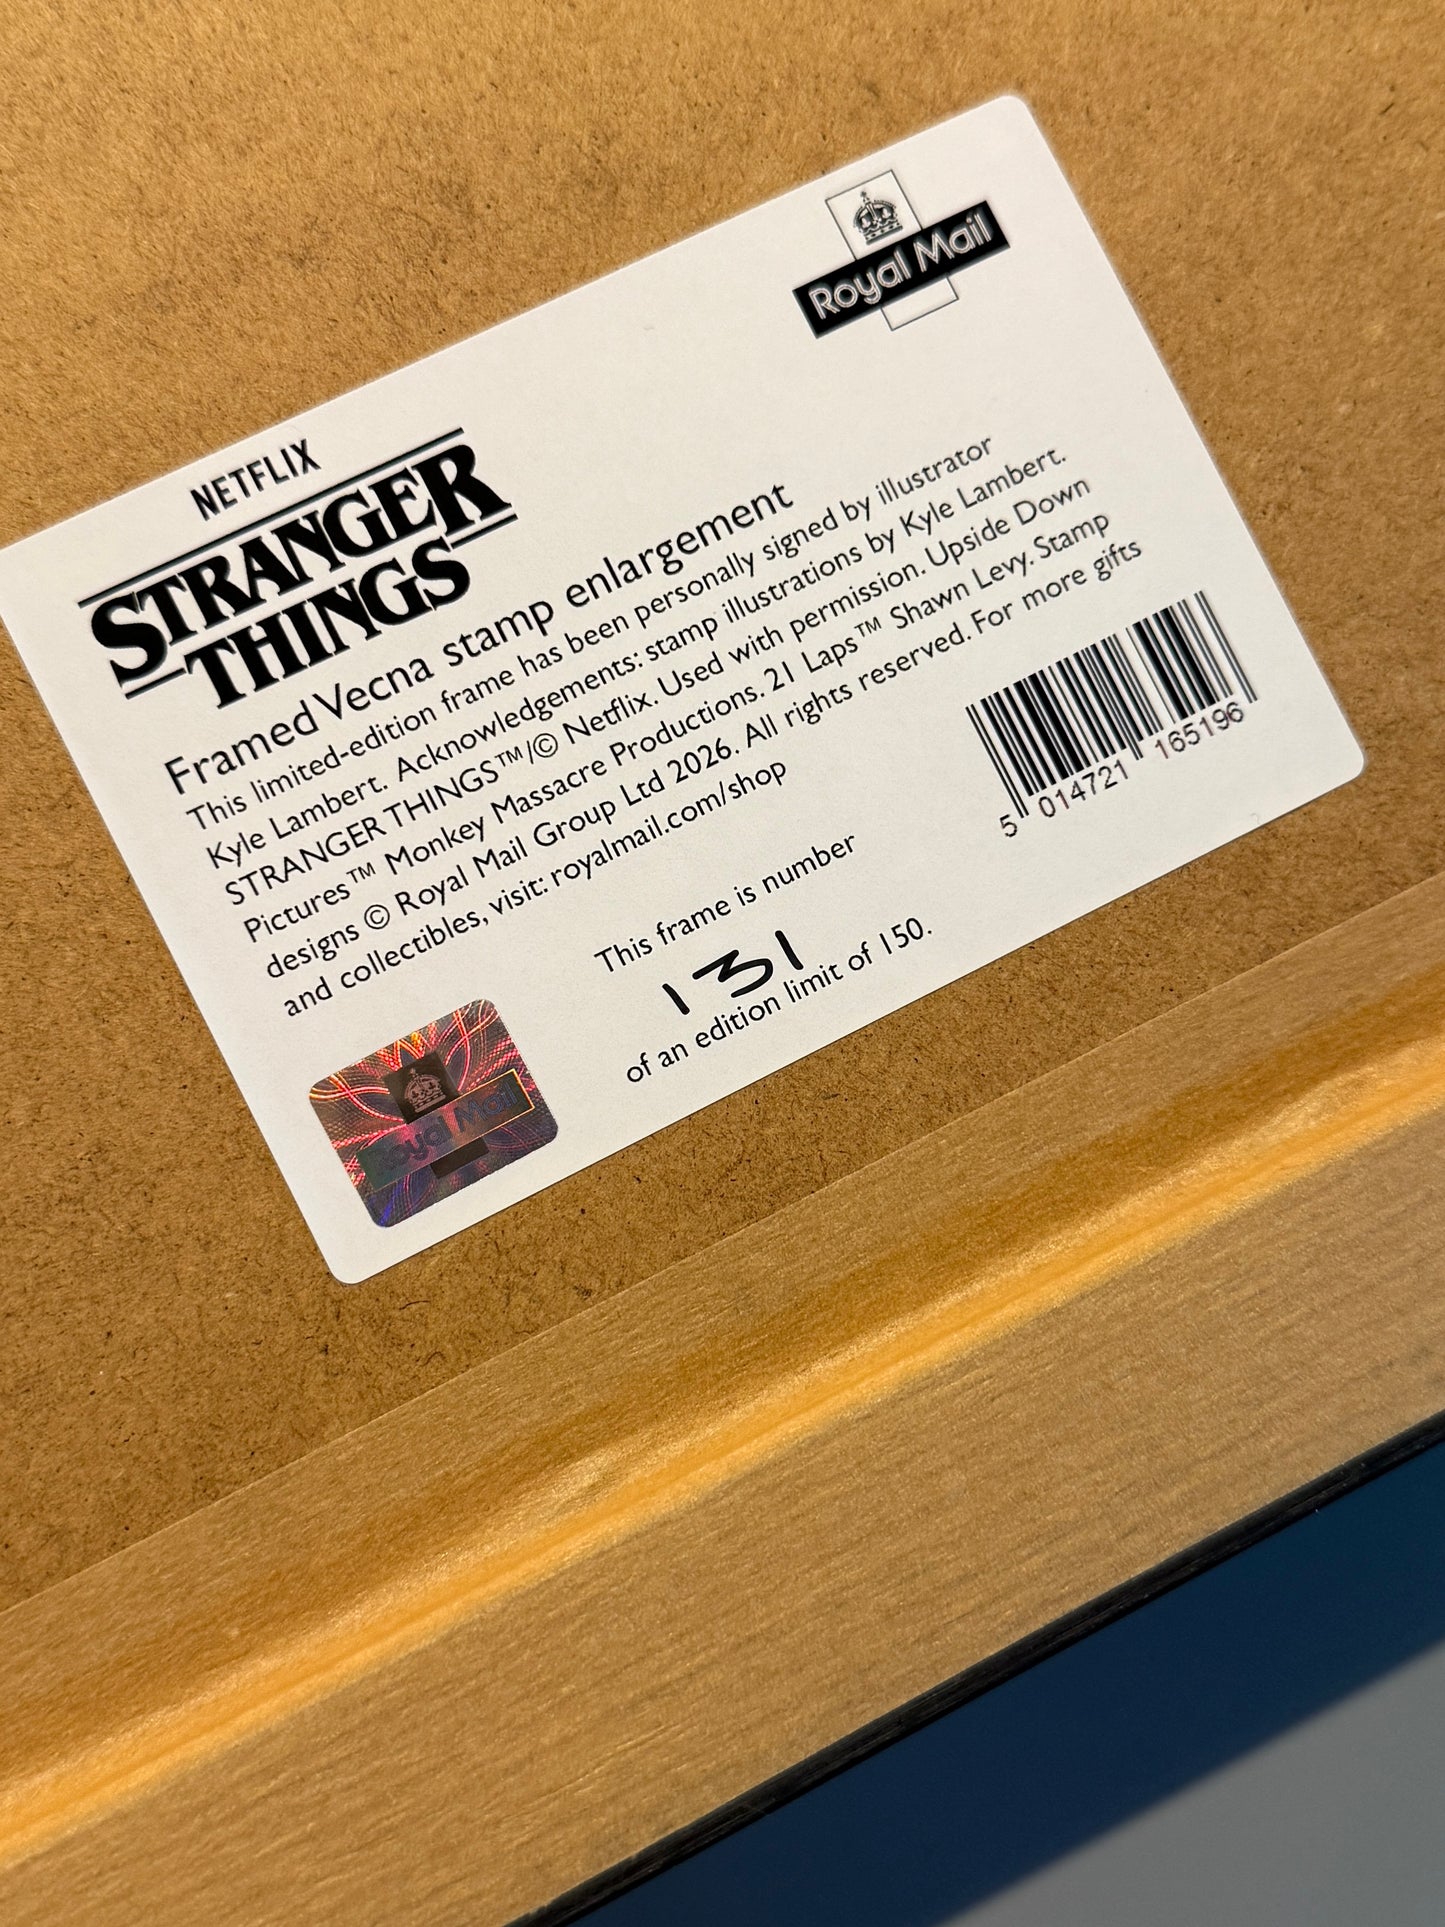 Royal Mail
NETFLIX
STRANGER
THINGS
Framed Vecna stamp enlargement
This limited-edition frame has been personally signed by illustrator
Kyle Lambert. Acknowledgements: stamp illustrations by Kyle Lambert.
STRANGER THINGS™/© Netflix. Used with permission. Upside Down
Pictures™ Monkey Massacre Productions. 21 Laps™ Shawn Levy. Stamp
designs © Royal Mail Group Ltd 2026. All rights reserved. For more gifts
and collectibles, visit: royalmail.com/shop
5 014721 165196
This frame is number
131
of an edition limit of 150.
Royal Mail